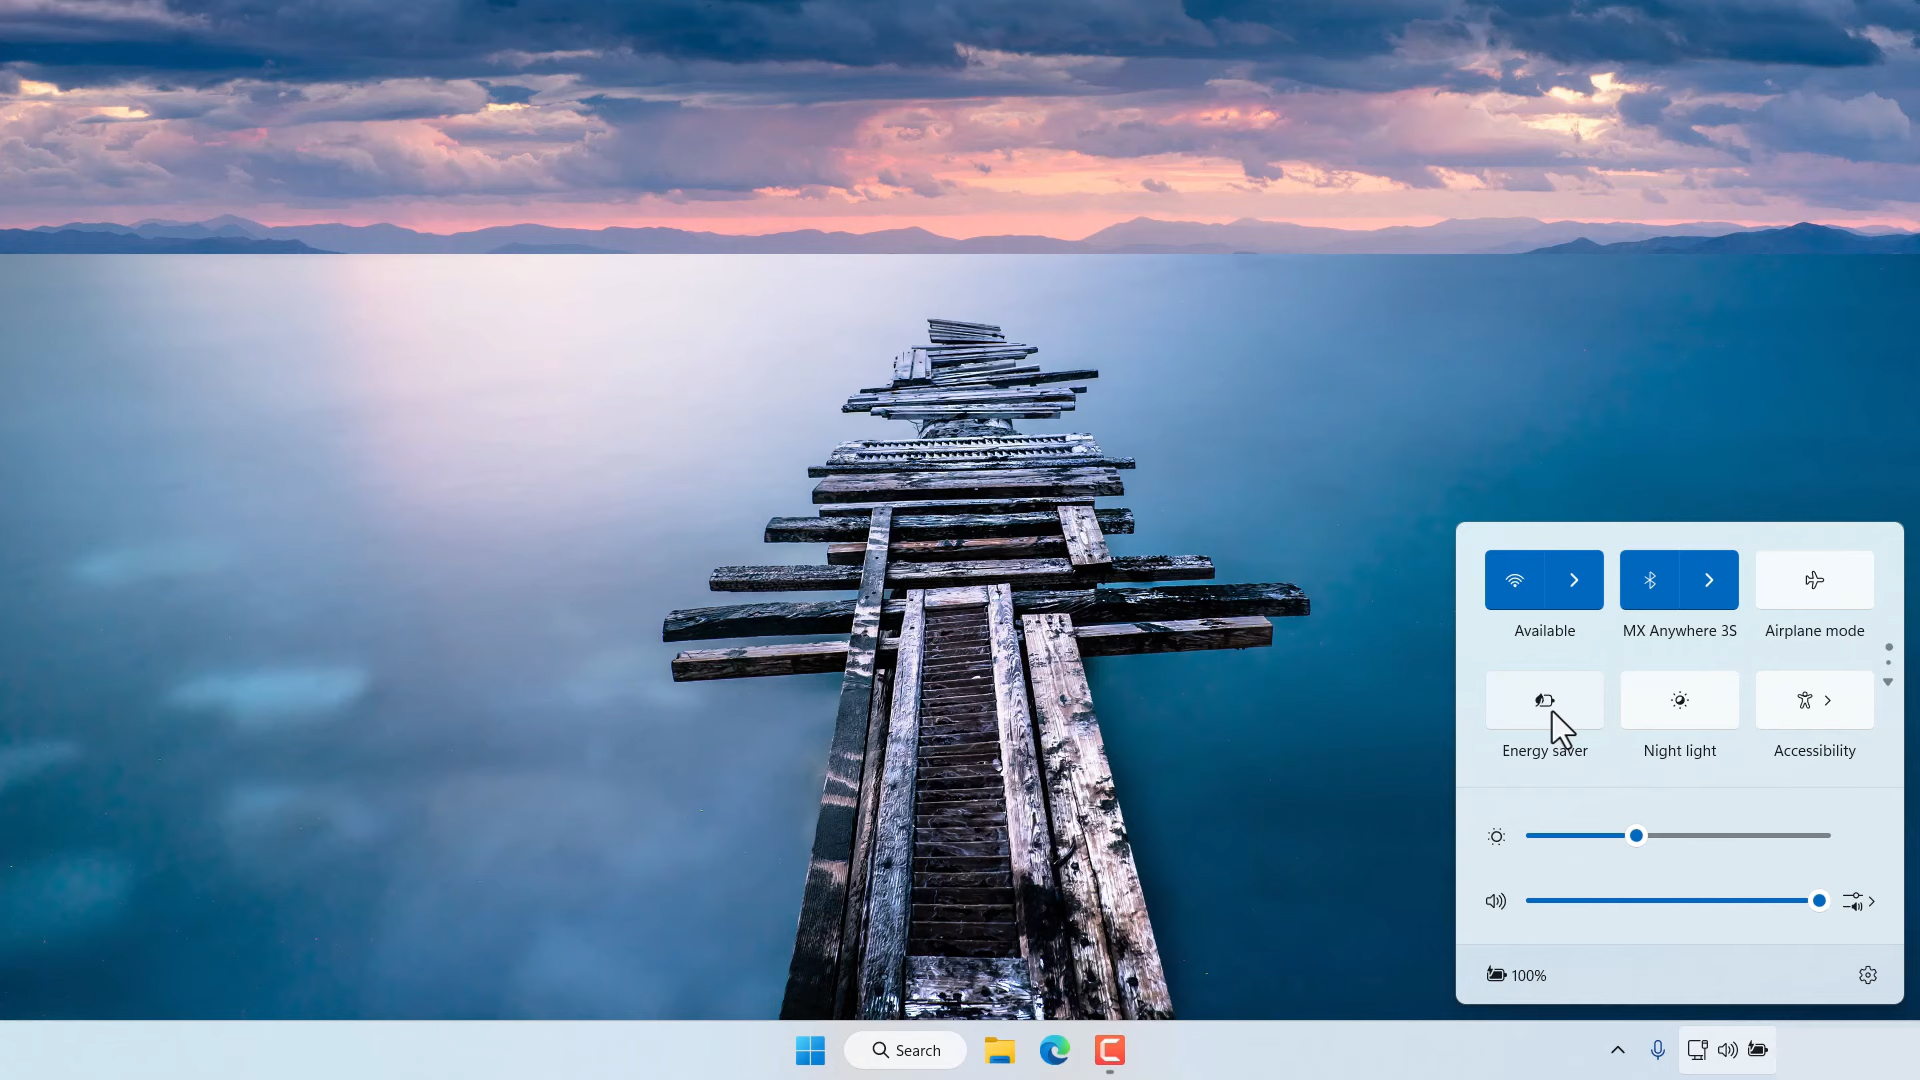 Available
MX Anywhere 3S
Airplane mode
Energy saver
Night light
Accessibility
100%
Search